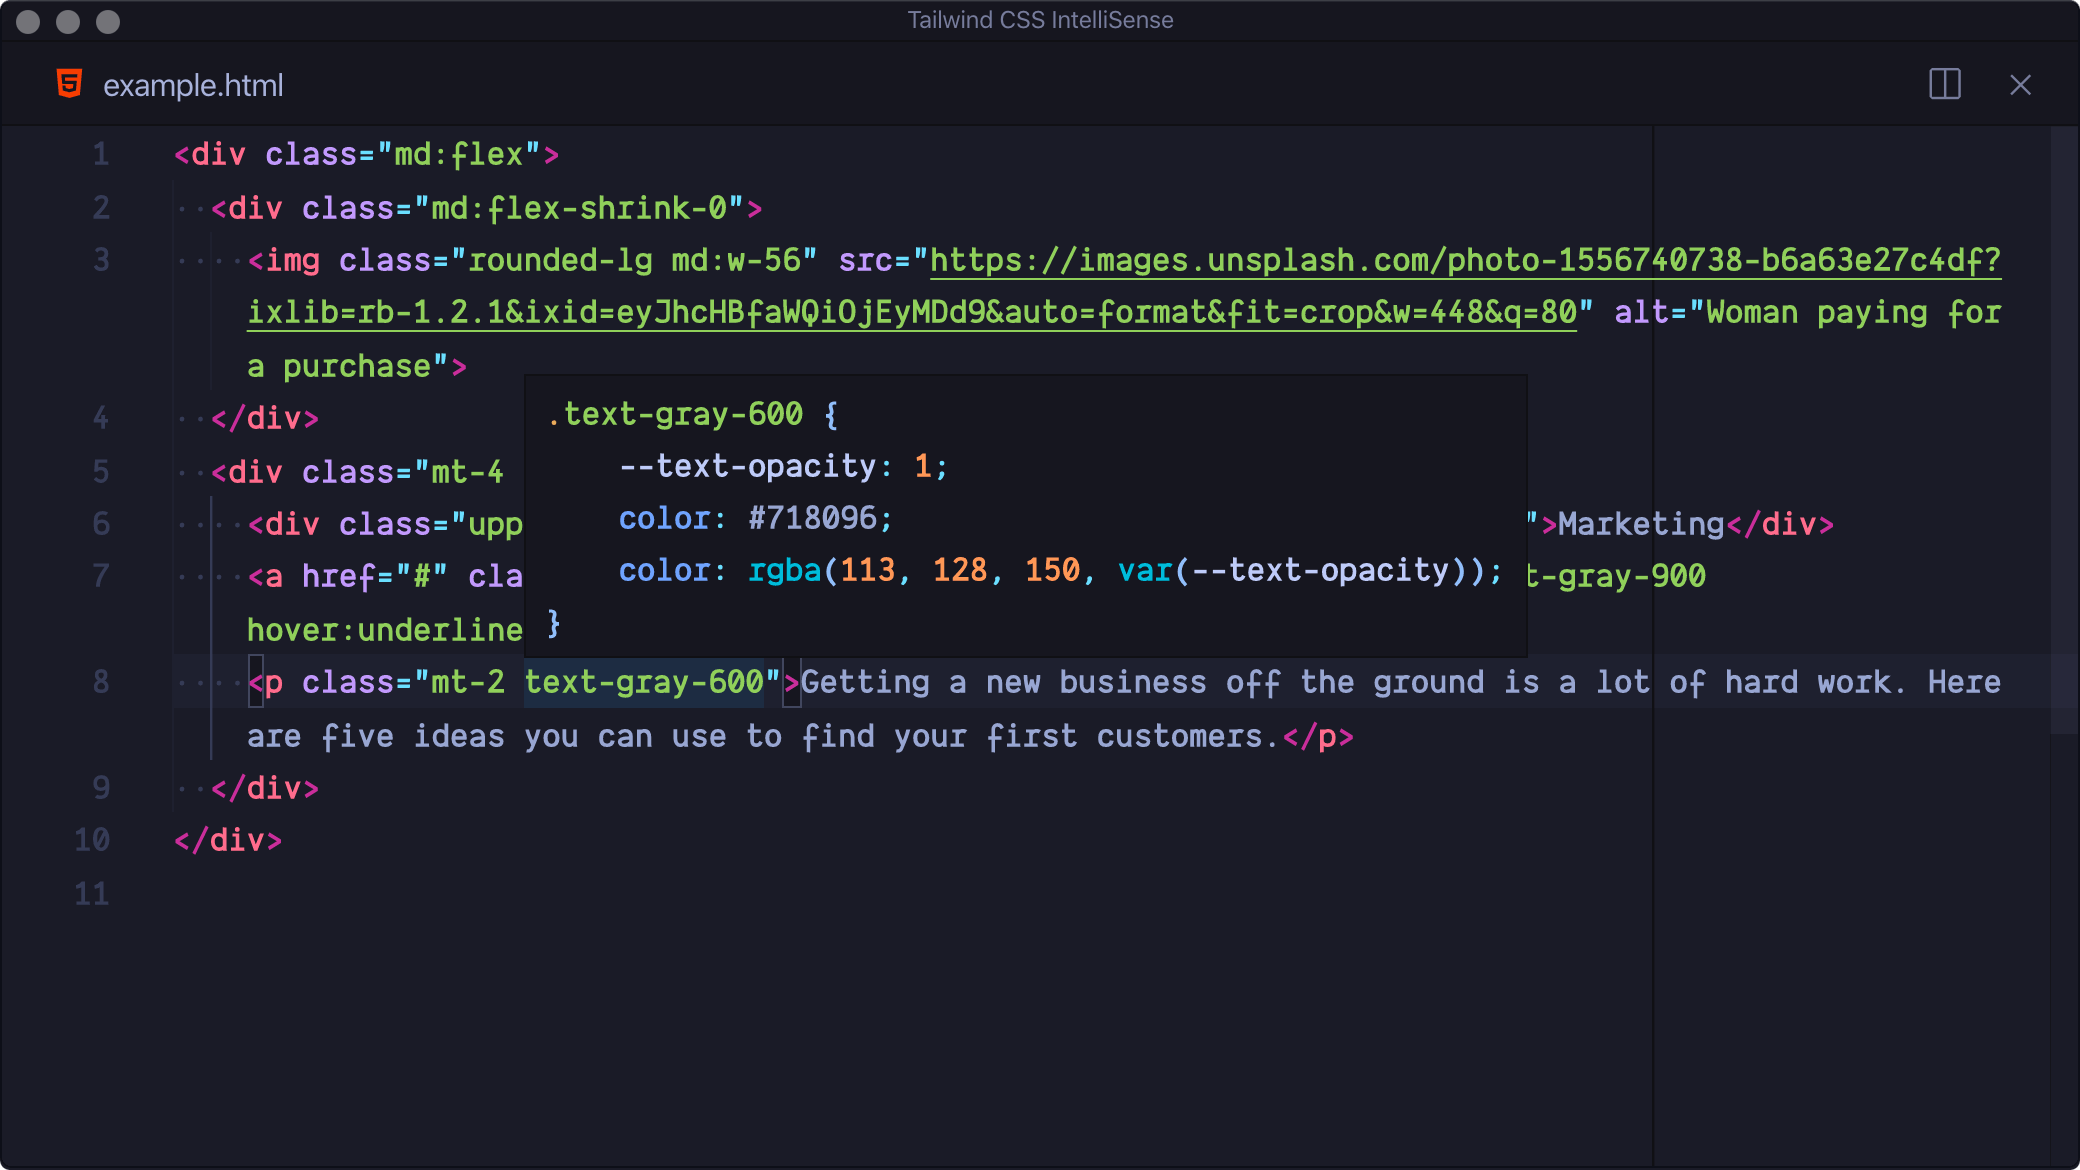 Tailwind CSS IntelliSense
example.html
1 <div class="md:flex">
2 ··<div class="md:flex-shrink-0">
3 ····<img class="rounded-lg md:w-56" src="https://images.unsplash.com/photo-1556740738-b6a63e27c4df?
ixlib=rb-1.2.1&ixid=eyJhcHBfaWQiOjEyMDd9&auto=format&fit=crop&w=448&q=80" alt="Woman paying for
a purchase">
4 ··</div>
5 ··<div class="mt-4
6 ····<div class="upp ">Marketing</div>
7 ····<a href="#" cla t-gray-900
hover:underline
.text-gray-600 {
--text-opacity: 1;
color: #718096;
color: rgba(113, 128, 150, var(--text-opacity));
}
8 ····<p class="mt-2 text-gray-600">Getting a new business off the ground is a lot of hard work. Here
are five ideas you can use to find your first customers.</p>
9 ··</div>
10 </div>
11